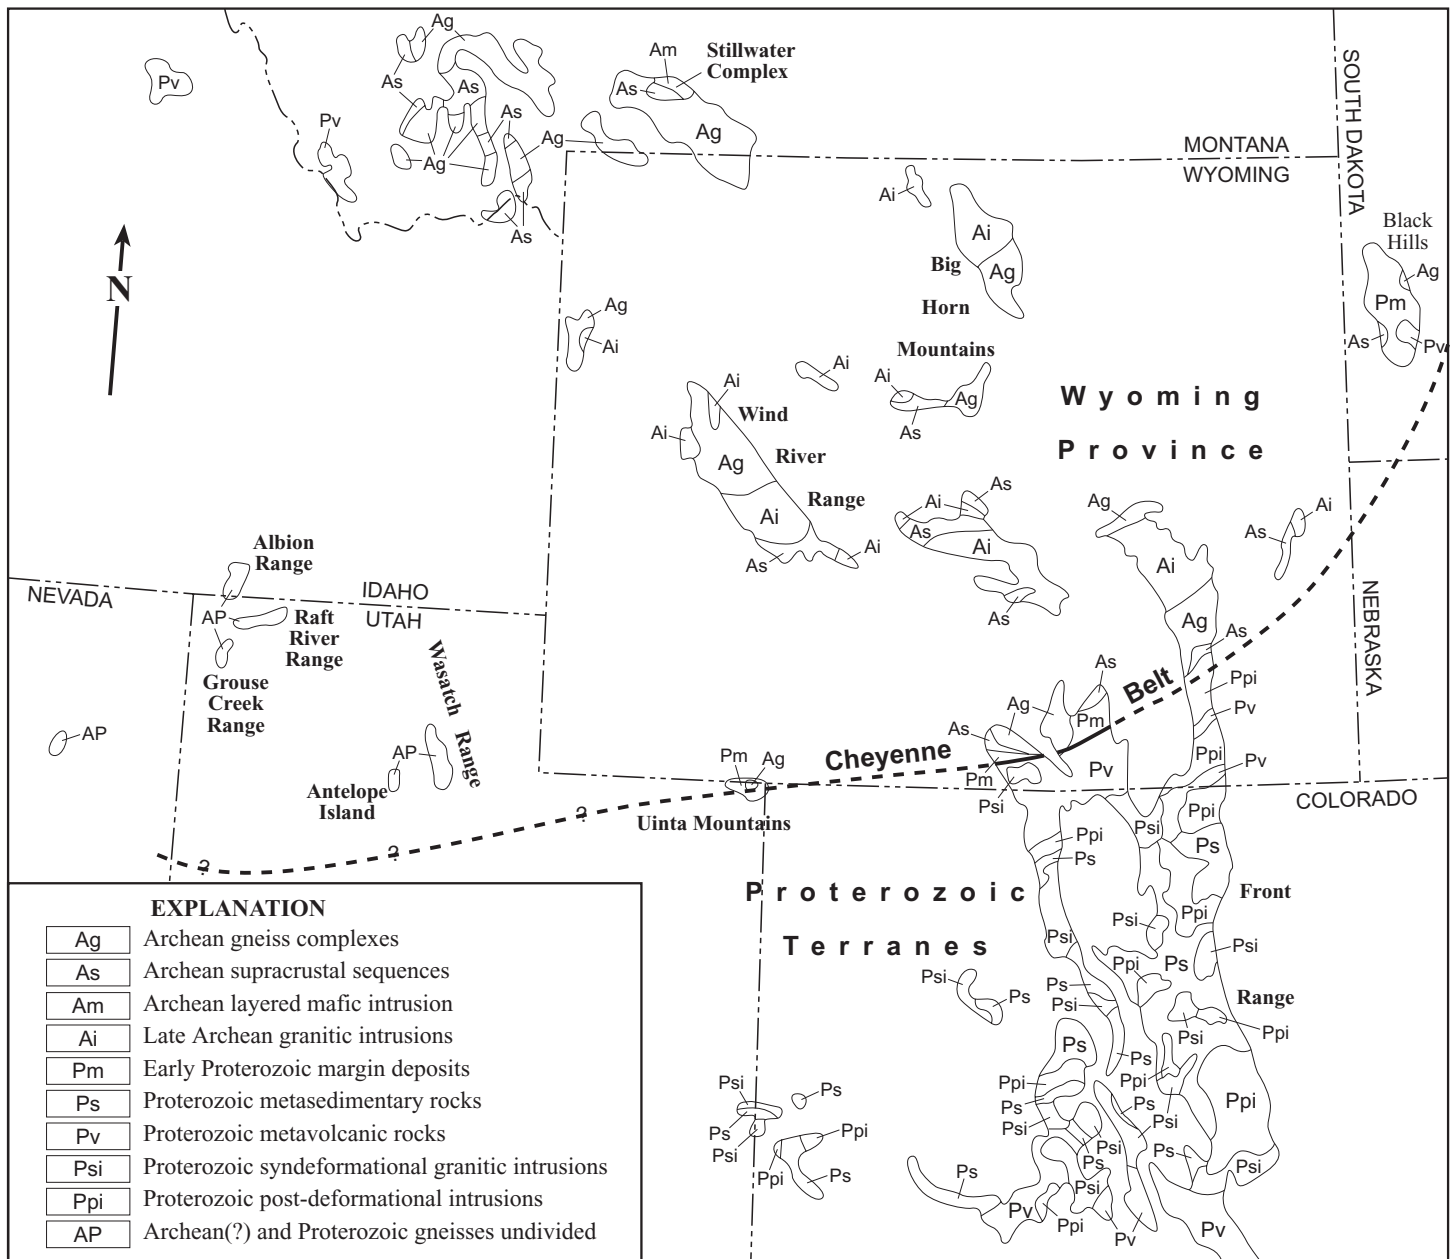 Ag
Am
Stillwater
Complex
As
As
As
Pv
Ag
As
Pv
Ag
Ag
As
SOUTH DAKOTA
MONTANA
WYOMING
Ai
Ai
Big
Ag
Horn
Mountains
Black
Hills
Ag
Pm
As
Pv
N
Ag
Ai
Ai
Ai
Ai
Wind
Ai
Ag
River
Range
Ai
As
Ai
Ag
As
Wyoming
Province
As
Ai
As
Ai
As
Ag
Ai
Ag
As
Ai
As
NEBRASKA
Albion
Range
NEVADA
IDAHO
UTAH
AP
Raft
River
Range
Grouse
Creek
Range
AP
Wasatch Range
AP
Antelope
Island
Pm
Ag
Uinta Mountains
Cheyenne
Belt
As
Ag
As
Pm
Pm
Psi
Pv
Ppi
Pv
Ppi
Pv
COLORADO
?
?
?
Ppi
Ps
Psi
Ppi
Ps
Proterozoic
Terranes
Front
Range
Psi
Ppi
Psi
Psi
Ppi
Ps
Psi
Ps
Ps
Psi
Psi
Ppi
Ps
Ps
Ppi
Ppi
Ppi
Ps
Psi
Ps
Psi
Psi
Ps
Ps
Psi
Psi
Ps
Psi
Ps
Ppi
Ppi
Ps
Ps
Psi
Pv
Ppi
Pv
Pv
EXPLANATION
Ag Archean gneiss complexes
As Archean supracrustal sequences
Am Archean layered mafic intrusion
Ai Late Archean granitic intrusions
Pm Early Proterozoic margin deposits
Ps Proterozoic metasedimentary rocks
Pv Proterozoic metavolcanic rocks
Psi Proterozoic syndeformational granitic intrusions
Ppi Proterozoic post-deformational intrusions
AP Archean(?) and Proterozoic gneisses undivided